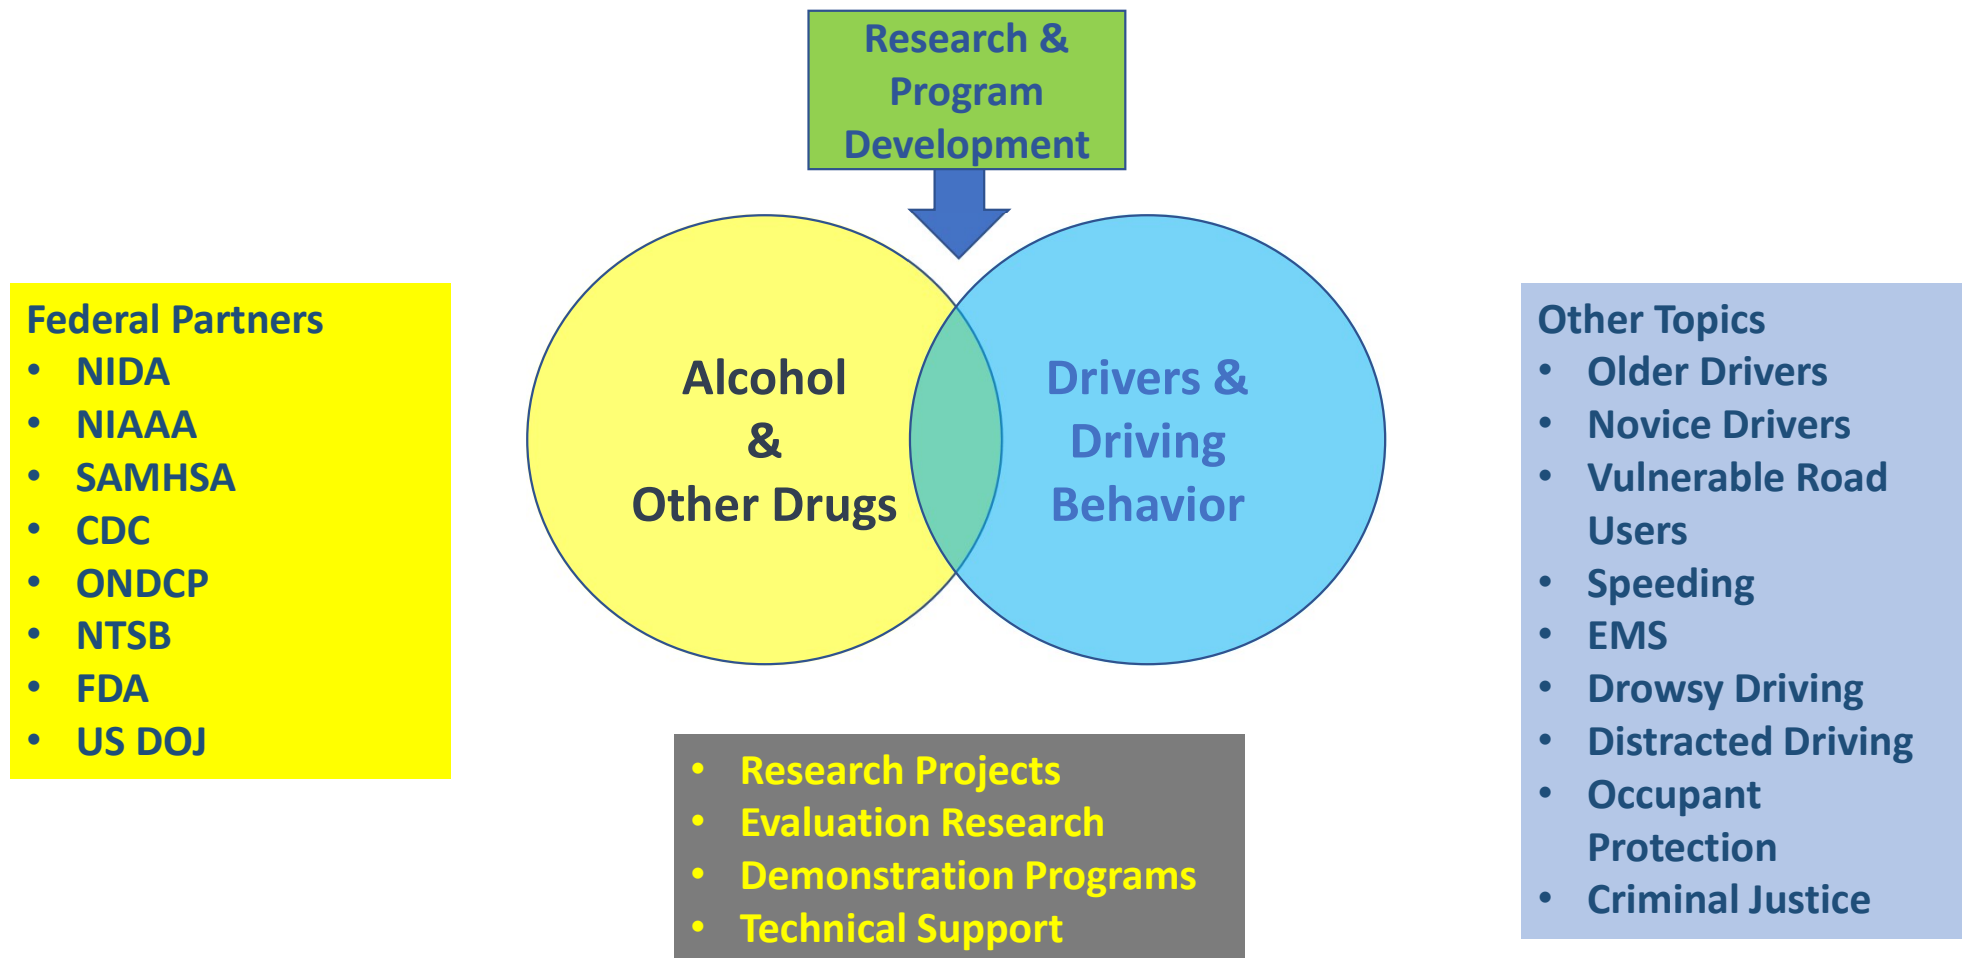 Research &
Program
Development
Federal Partners
• NIDA
• NIAAA
• SAMHSA
• CDC
• ONDCP
• NTSB
• FDA
• US DOJ
Alcohol
&
Other Drugs
Drivers &
Driving
Behavior
• Research Projects
• Evaluation Research
• Demonstration Programs
• Technical Support
Other Topics
• Older Drivers
• Novice Drivers
• Vulnerable Road
Users
• Speeding
• EMS
• Drowsy Driving
• Distracted Driving
• Occupant
Protection
• Criminal Justice